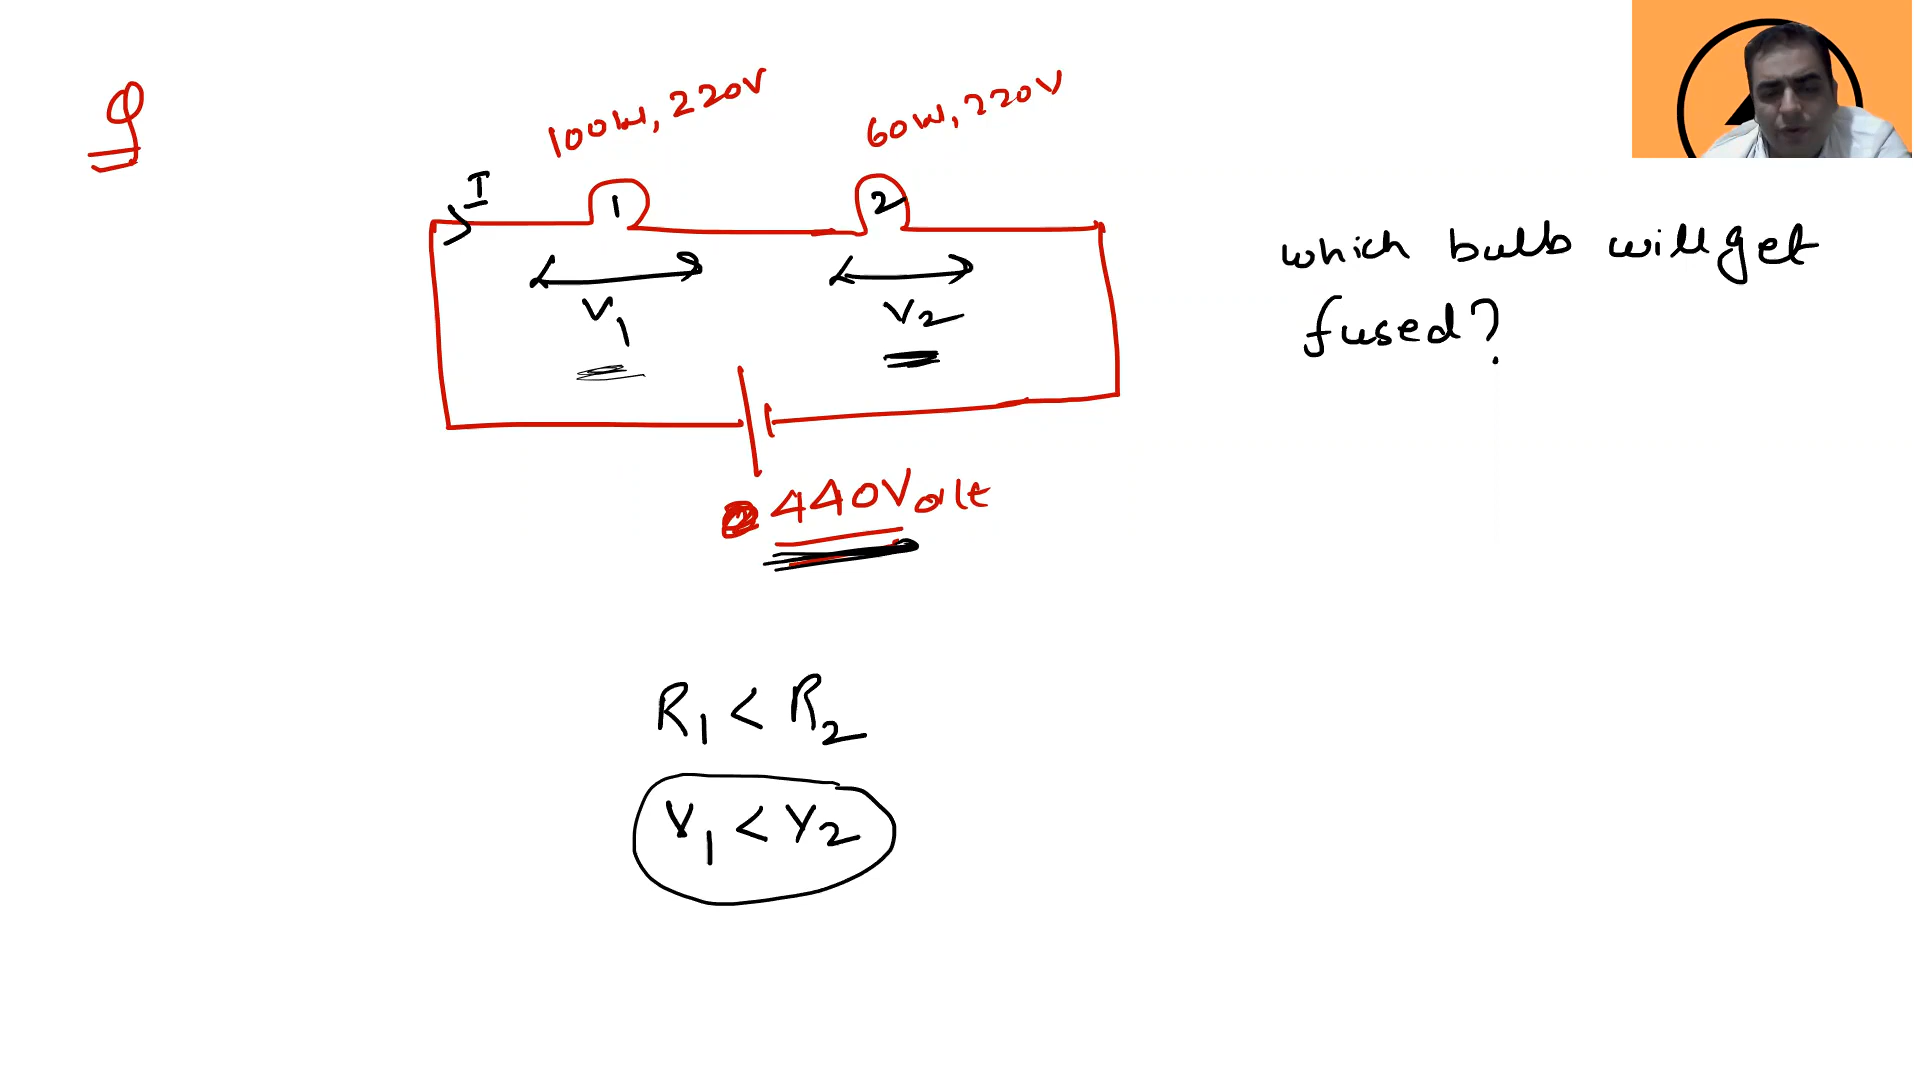 Q
100W, 220V
60W, 220V
I
1
2
V1
V2
440Volt
which bulb will get
fused?
R1 < R2
V1 < V2